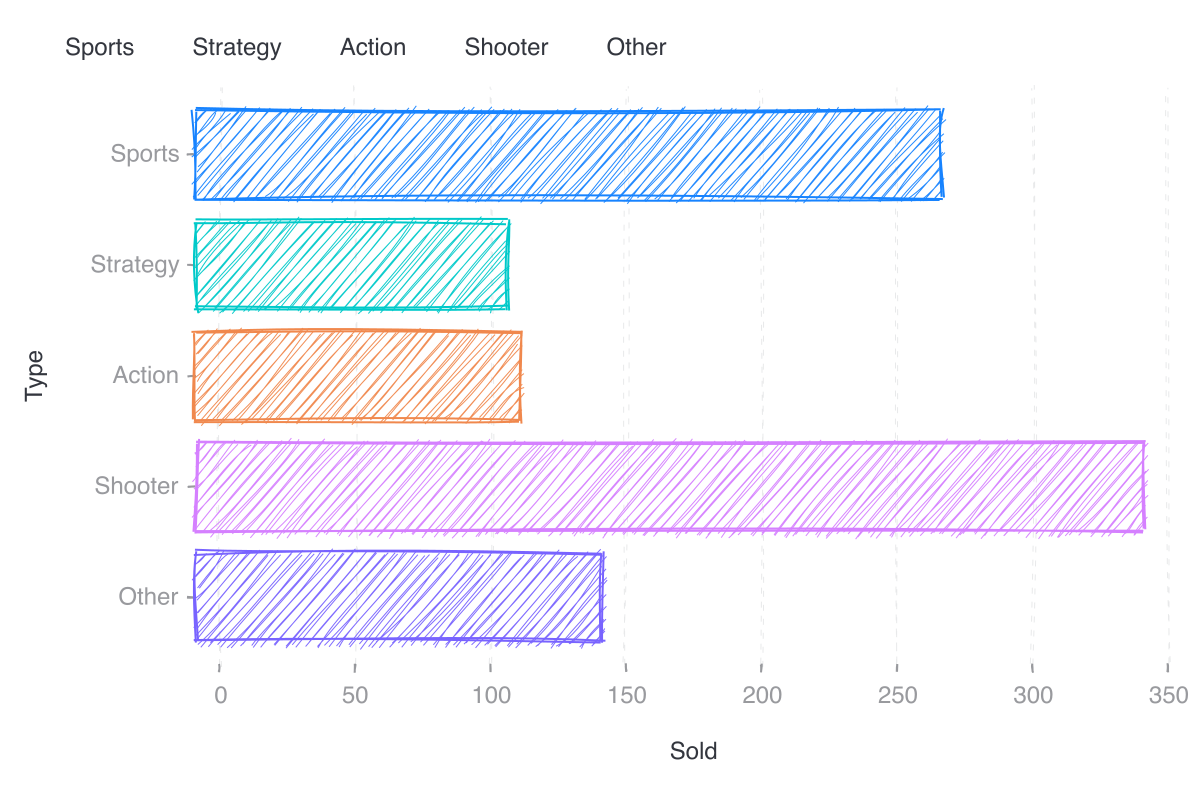 Sports Strategy Action Shooter Other
Sports
Strategy
Action
Shooter
Other
Type
0 50 100 150 200 250 300 350
Sold